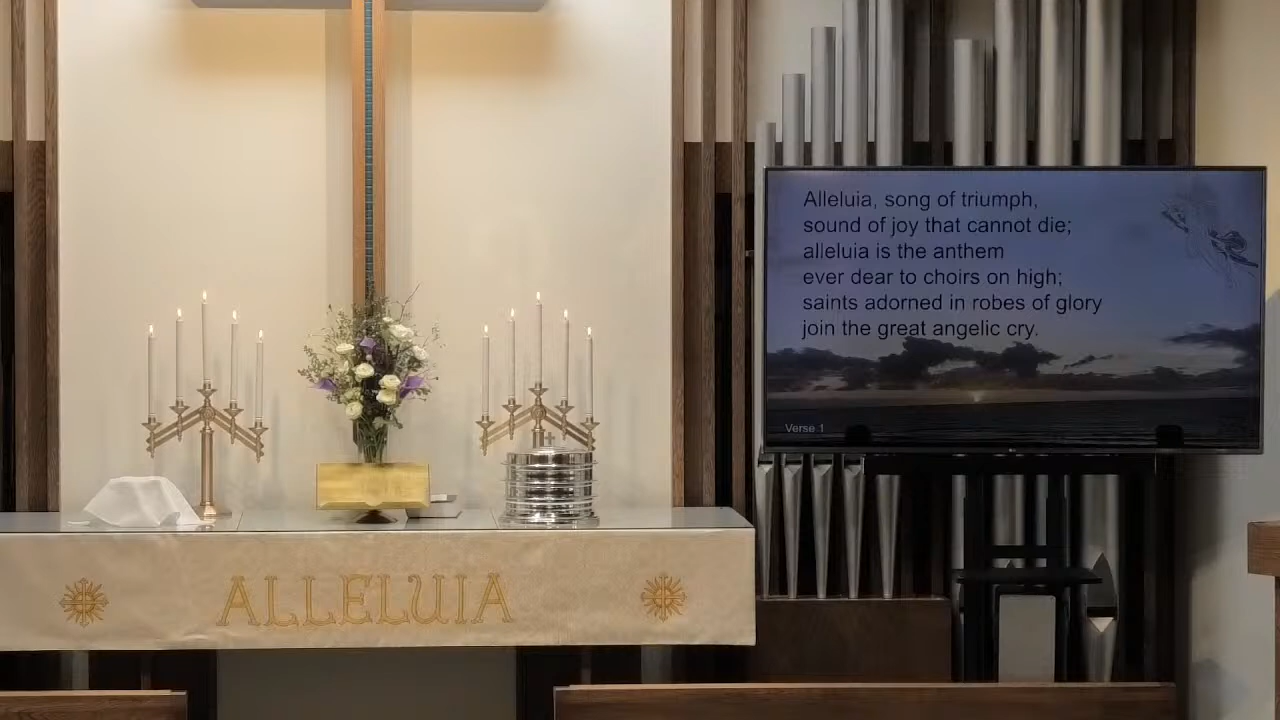 Alleluia, song of triumph,
sound of joy that cannot die;
alleluia is the anthem
ever dear to choirs on high;
saints adorned in robes of glory
join the great angelic cry.
Verse 1
ALLELUIA